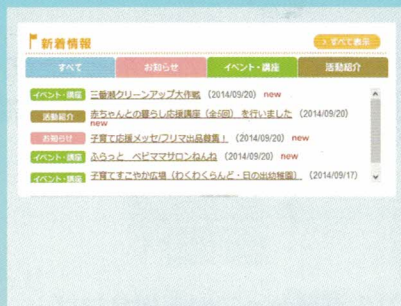 新着情報
> すべて表示
すべて お知らせ イベント・講座 活動紹介
イベント・講座 三番瀬クリーンアップ大作戦 (2014/09/20) new
活動紹介 赤ちゃんとの暮らし応援講座（全6回） を行いました (2014/09/20)
new
お知らせ 子育て応援メッセ/フリマ出品募集！ (2014/09/20) new
イベント・講座 ふらっと ベビママサロンねんね (2014/09/20) new
イベント・講座 子育てすこやか広場（わくわくらんど・日の出幼稚園） (2014/09/17)